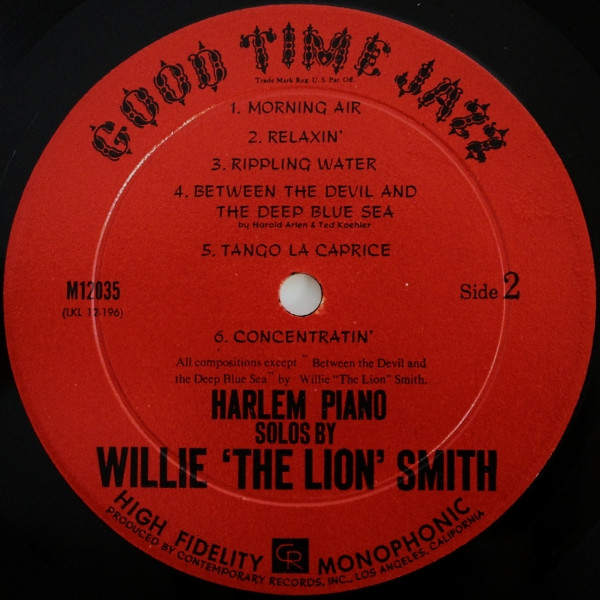 GOOD TIME JAZZ
Trade Mark Reg. U.S. Pat. Off.
1. MORNING AIR
2. RELAXIN'
3. RIPPLING WATER
4. BETWEEN THE DEVIL AND
THE DEEP BLUE SEA
by Harold Arlen & Ted Koehler
5. TANGO LA CAPRICE
M12035
(LKL 12-196)
Side 2
6. CONCENTRATIN'
All compositions except "Between the Devil and
the Deep Blue Sea" by Willie "The Lion" Smith.
HARLEM PIANO
SOLOS BY
WILLIE 'THE LION' SMITH
HIGH FIDELITY CR MONOPHONIC
PRODUCED BY CONTEMPORARY RECORDS, INC., LOS ANGELES, CALIFORNIA